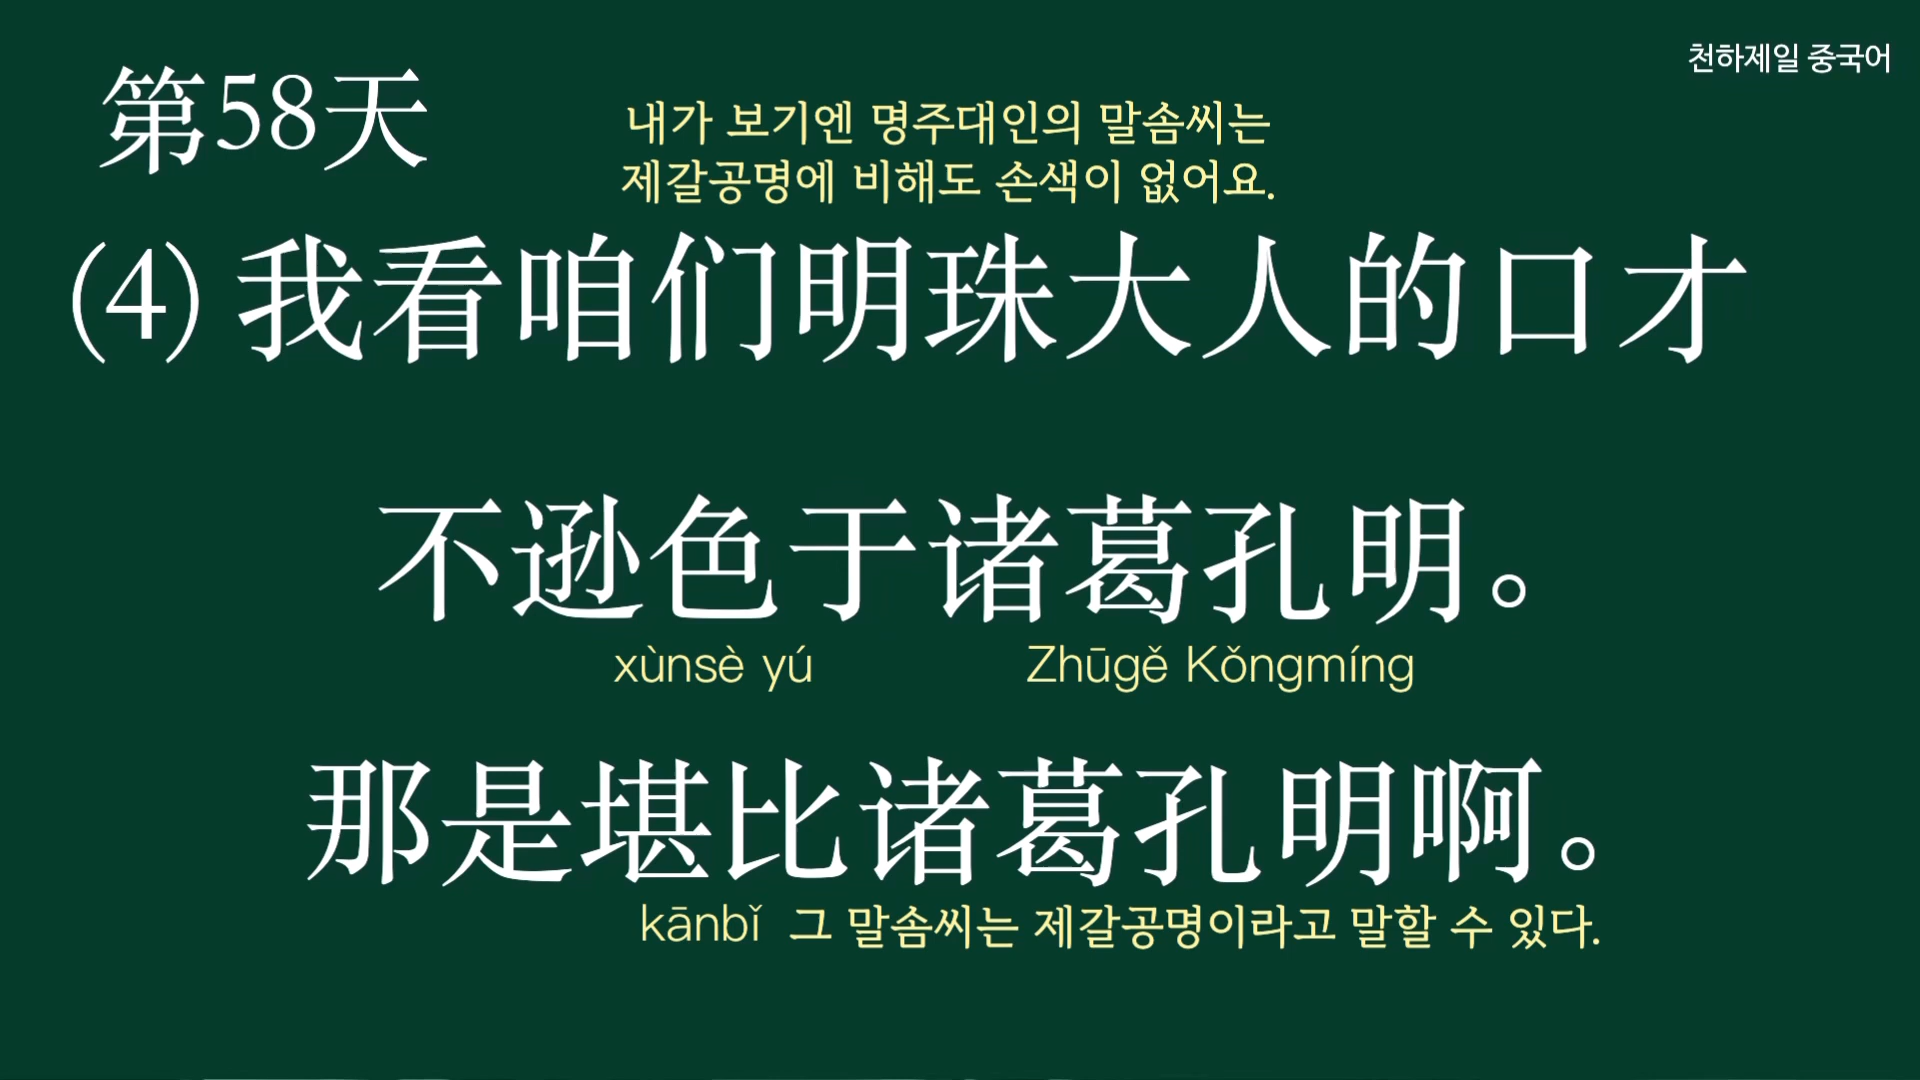 천하제일 중국어
第58天
내가 보기엔 명주대인의 말솜씨는
제갈공명에 비해도 손색이 없어요.
(4) 我看咱们明珠大人的口才
不逊色于诸葛孔明。
xùnsè yú Zhūgě Kǒngmíng
那是堪比诸葛孔明啊。
kānbǐ 그 말솜씨는 제갈공명이라고 말할 수 있다.